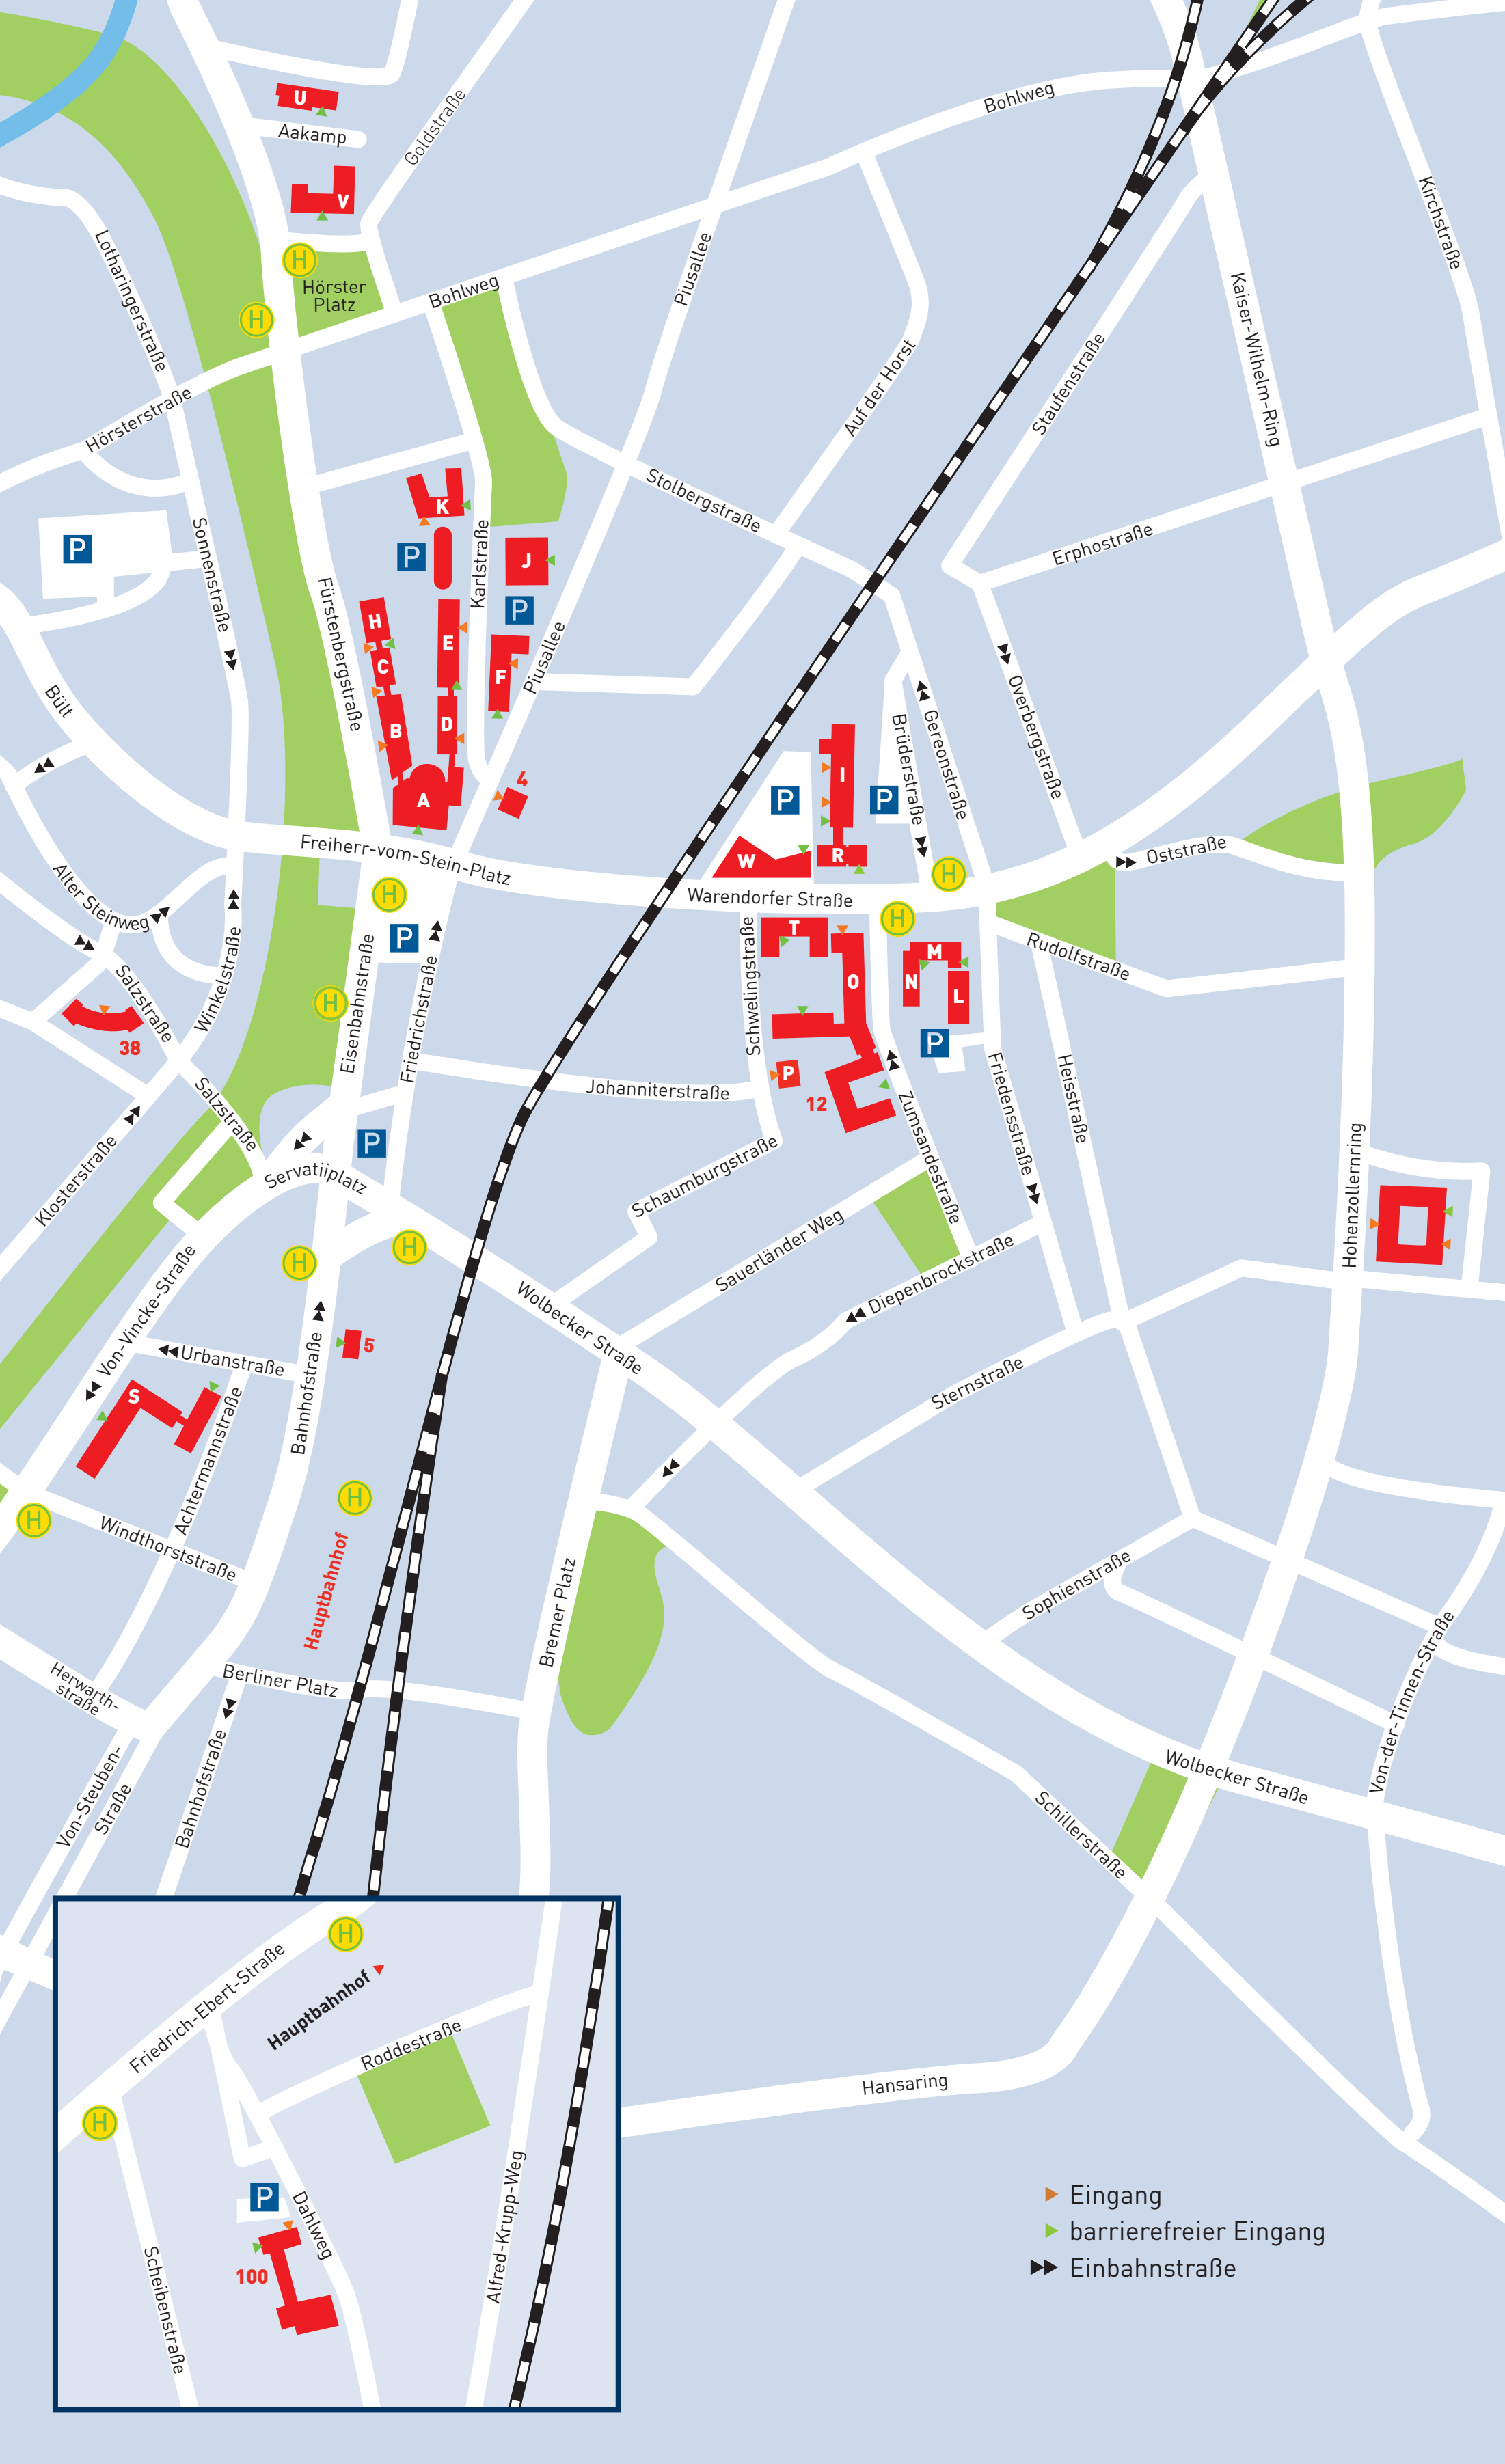 U
Aakamp
Goldstraße
Bohlweg
V
Kirchstraße
Lotharingerstraße
H
Hörster
Platz
Bohlweg
Piusallee
H
Kaiser-Wilhelm-Ring
Auf der Horst
Staufenstraße
Hörsterstraße
Stolbergstraße
K
P
Sonnenstraße
P
Karlstraße
J
Erphostraße
Fürstenbergstraße
P
H
E
C
F
Piusallee
Bült
B
D
Overbergstraße
Gereonstraße
Brüderstraße
A
4
I
P
P
Freiherr-vom-Stein-Platz
W
R
Oststraße
H
H
Warendorfer Straße
H
Alter Steinweg
P
T
M
Rudolfstraße
Schwelingstraße
O
N
L
Salzstraße
Winkelstraße
Eisenbahnstraße
Friedrichstraße
H
38
P
Johanniterstraße
P
12
Zumsandestraße
Friedensstraße
Heisstraße
Salzstraße
P
Klosterstraße
Servatiiplatz
Schaumburgstraße
Hohenzollernring
H
H
Sauerländer Weg
Diepenbrockstraße
Von-Vincke-Straße
Wolbecker Straße
Urbanstraße
5
Bahnhofstraße
Sternstraße
S
Achtermannstraße
H
H
Windthorststraße
Hauptbahnhof
Bremer Platz
Sophienstraße
Von-der-Tinnen-Straße
Herwarth-
straße
Berliner Platz
Von-Steuben-
Straße
Bahnhofstraße
Wolbecker Straße
Schillerstraße
H
Friedrich-Ebert-Straße
Hauptbahnhof
Roddestraße
Hansaring
H
P
Dahlweg
Alfred-Krupp-Weg
Scheibenstraße
100
Eingang
barrierefreier Eingang
Einbahnstraße